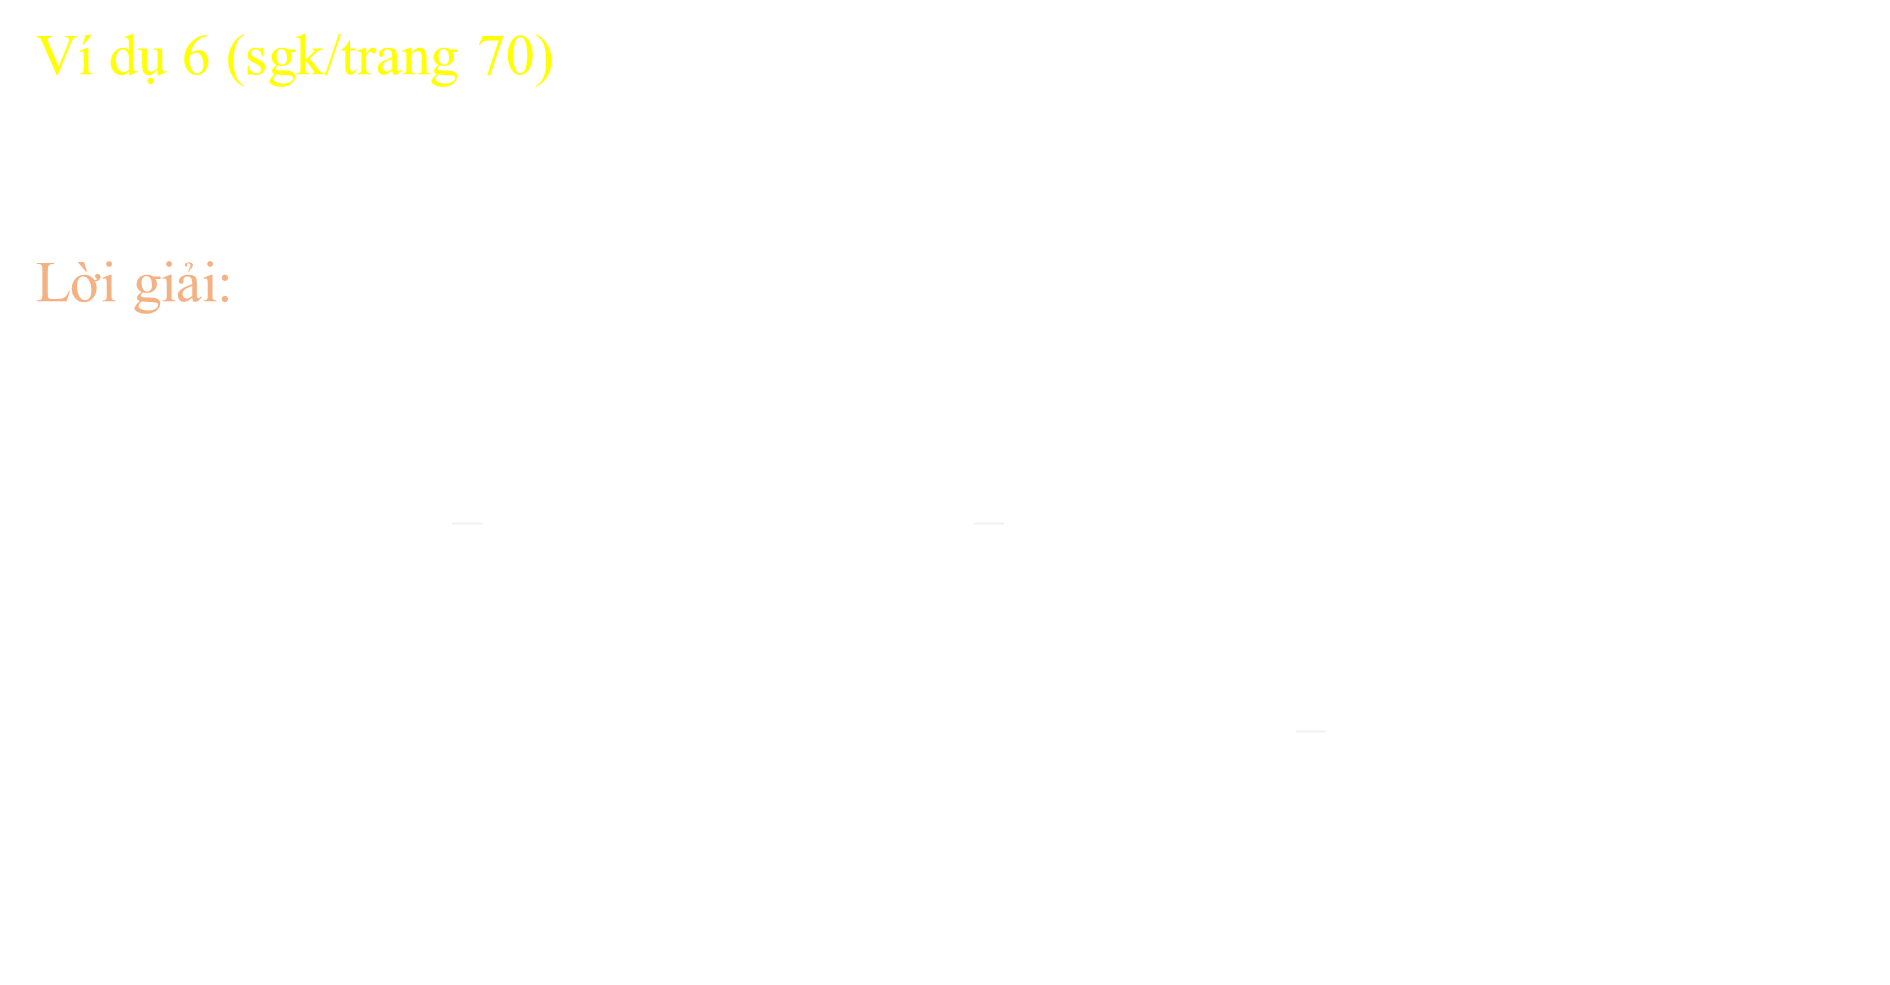 Ví dụ 6 (sgk/trang 70)
Lời giải: